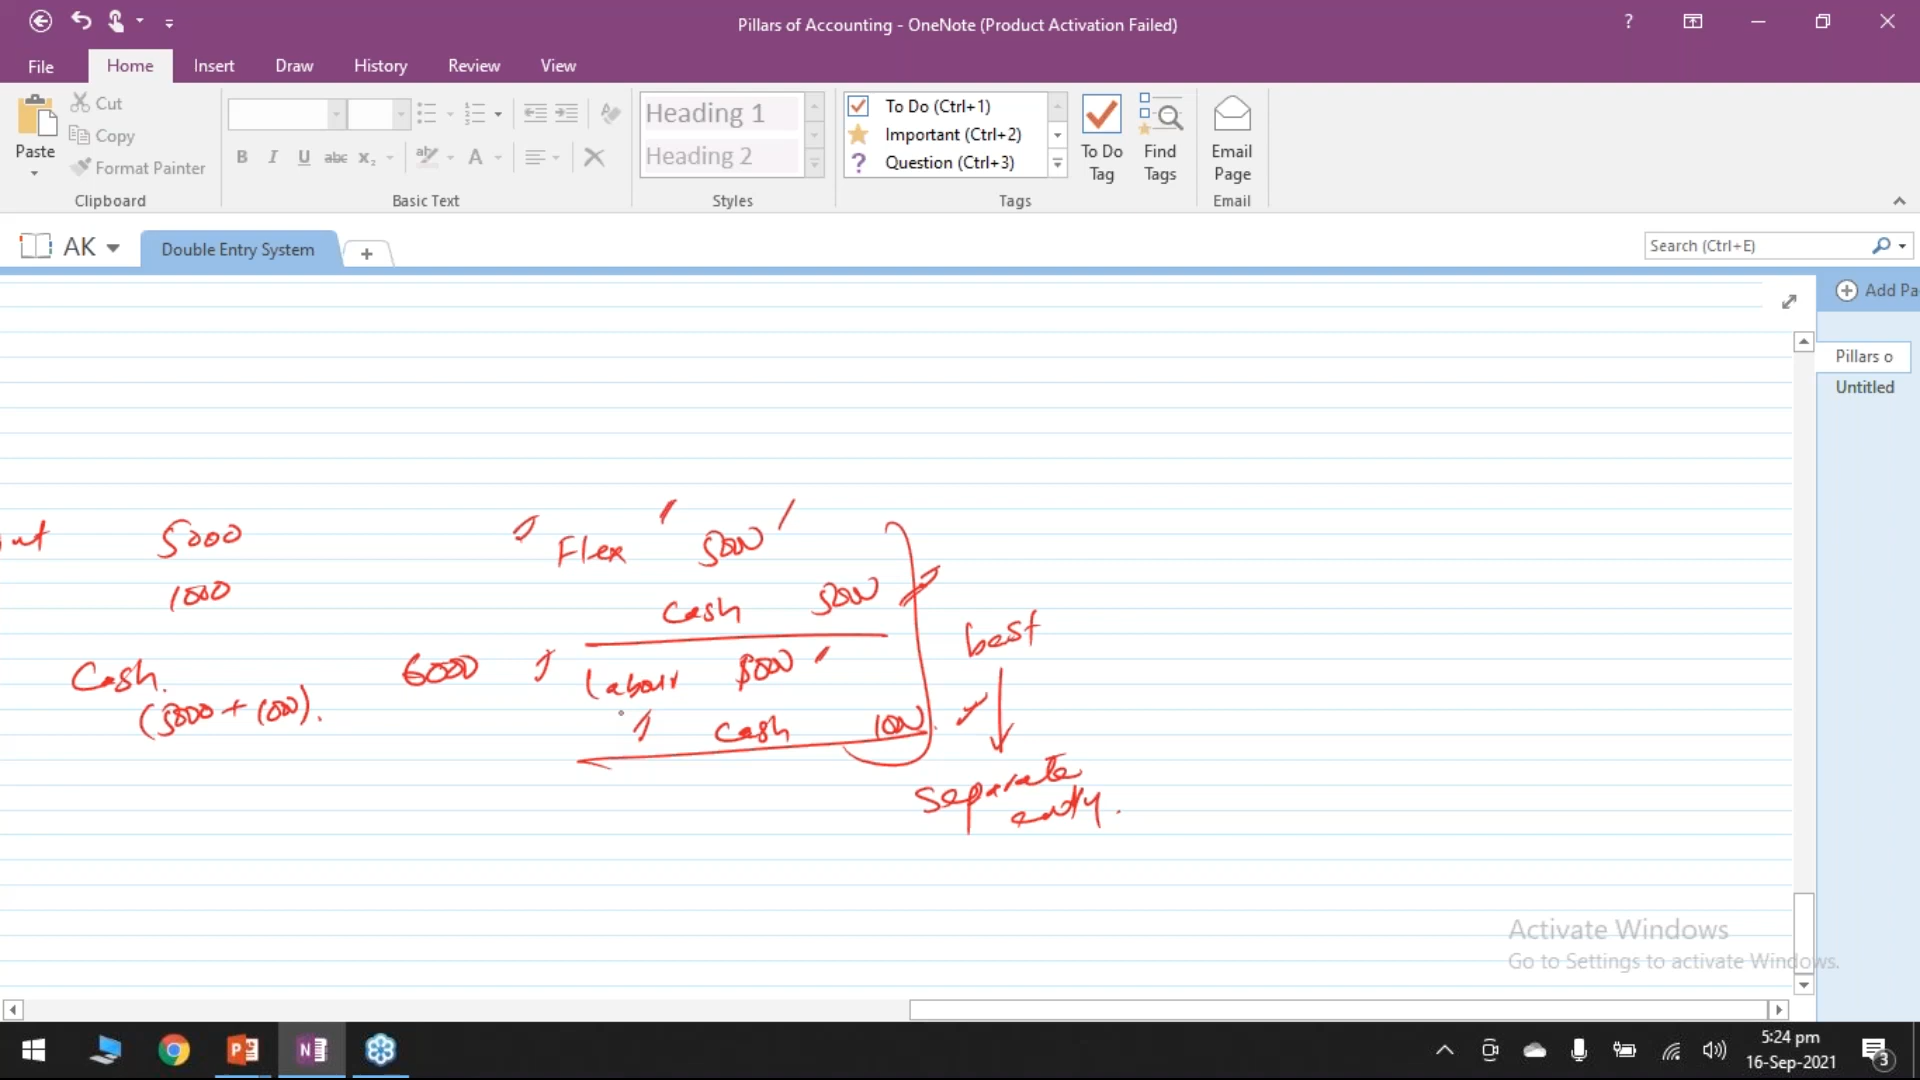 Pillars of Accounting - OneNote (Product Activation Failed)
?
File Home Insert Draw History Review View
Paste
Cut
Copy
Format Painter
Clipboard
B I U abc x₂ A
Basic Text
Heading 1
Heading 2
Styles
To Do (Ctrl+1)
Important (Ctrl+2)
Question (Ctrl+3)
Tags
To Do Tag
Find Tags
Email Page
Email
AK
Double Entry System
+
Search (Ctrl+E)
Add Pa
Pillars o
Untitled
5000
1000
Cash.
(5000 + 1000).
6000
Flex 5000
Cash 5000
Labour
Cash 1000
best
separate
entry.
Activate Windows
Go to Settings to activate Windows.
5:24 pm
16-Sep-2021
3